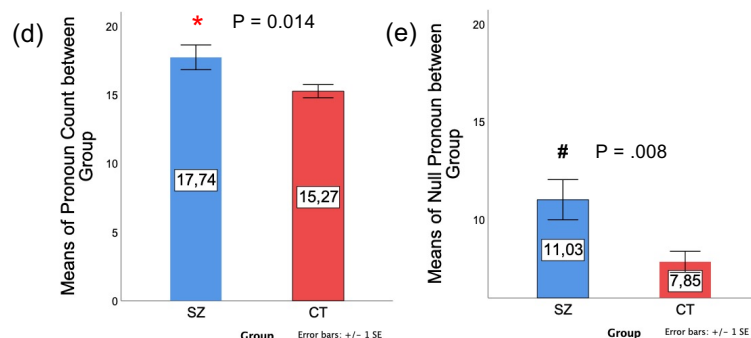 (d)
* P = 0.014
Means of Pronoun Count between
Group
20
15
10
5
0
17,74
15,27
SZ CT
Group Error bars: +/− 1 SE
(e)
# P = .008
Means of Null Pronoun between
Group
20
15
10
11,03
7,85
SZ CT
Group Error bars: +/− 1 SE